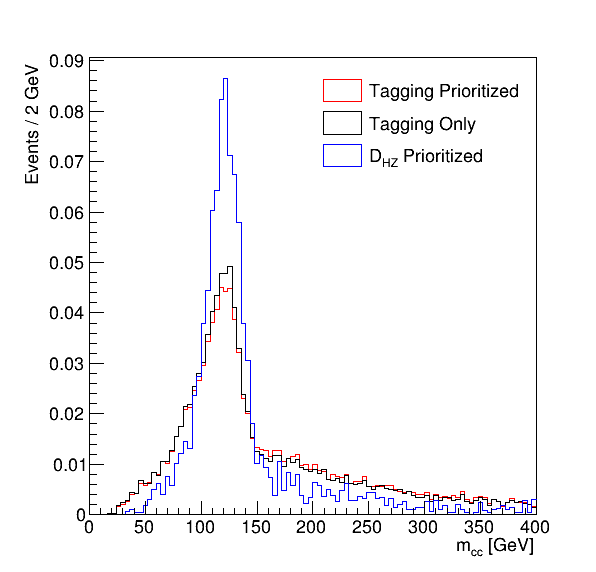 Events / 2 GeV
0.09
0.08
0.07
0.06
0.05
0.04
0.03
0.02
0.01
0
Tagging Prioritized
Tagging Only
D_HZ Prioritized
0 50 100 150 200 250 300 350 400
m_cc [GeV]